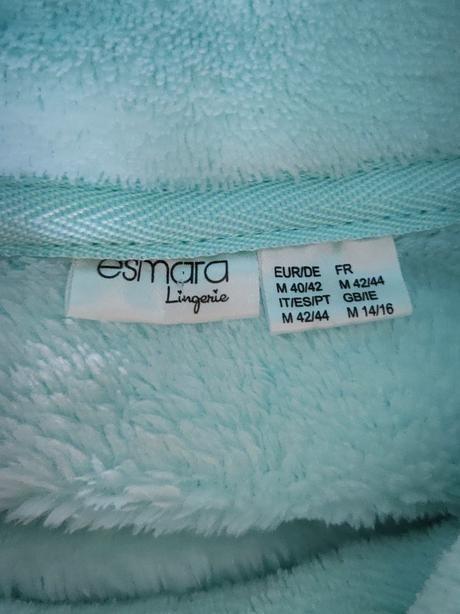 esmara
Lingerie
EUR/DE FR
M 40/42 M 42/44
IT/ES/PT GB/IE
M 42/44 M 14/16